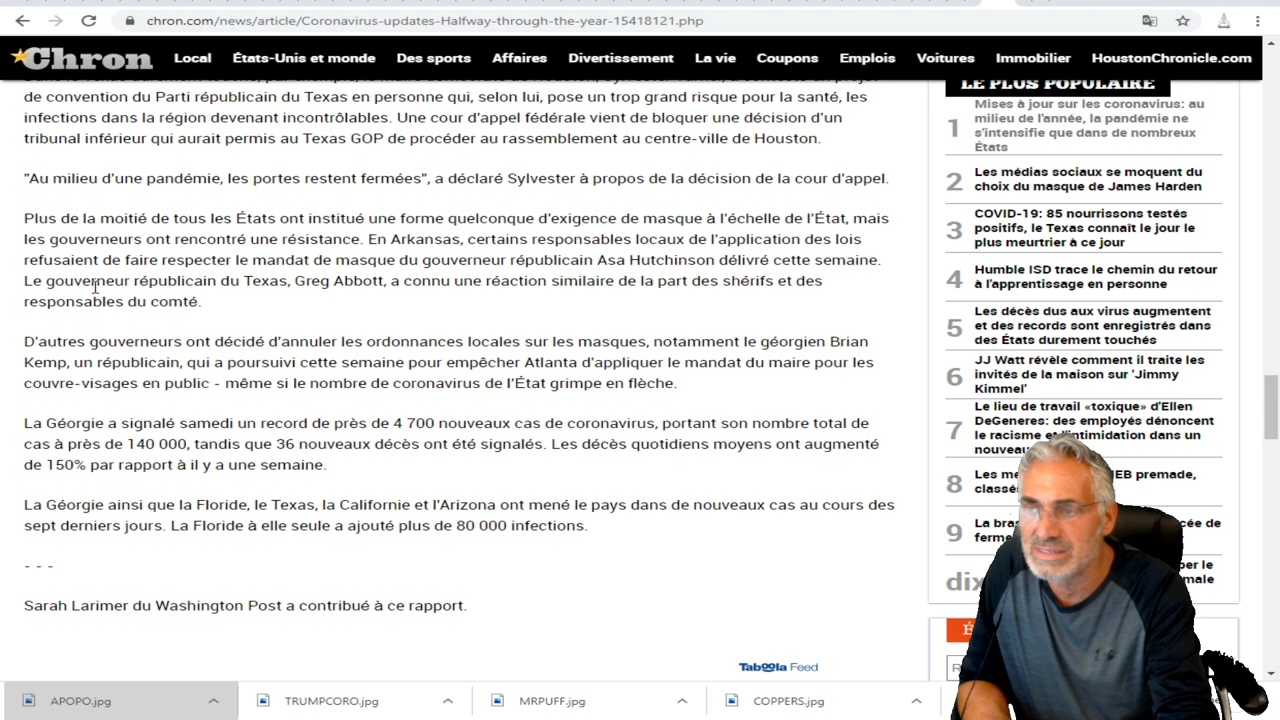 chron.com/news/article/Coronavirus-updates-Halfway-through-the-year-15418121.php
Chron
Local
États-Unis et monde
Des sports
Affaires
Divertissement
La vie
Coupons
Emplois
Voitures
Immobilier
HoustonChronicle.com
de convention du Parti républicain du Texas en personne qui, selon lui, pose un trop grand risque pour la santé, les
infections dans la région devenant incontrôlables. Une cour d'appel fédérale vient de bloquer une décision d'un
tribunal inférieur qui aurait permis au Texas GOP de procéder au rassemblement au centre-ville de Houston.
"Au milieu d'une pandémie, les portes restent fermées", a déclaré Sylvester à propos de la décision de la cour d'appel.
Plus de la moitié de tous les États ont institué une forme quelconque d'exigence de masque à l'échelle de l'État, mais
les gouverneurs ont rencontré une résistance. En Arkansas, certains responsables locaux de l'application des lois
refusaient de faire respecter le mandat de masque du gouverneur républicain Asa Hutchinson délivré cette semaine.
Le gouverneur républicain du Texas, Greg Abbott, a connu une réaction similaire de la part des shérifs et des
responsables du comté.
D'autres gouverneurs ont décidé d'annuler les ordonnances locales sur les masques, notamment le géorgien Brian
Kemp, un républicain, qui a poursuivi cette semaine pour empêcher Atlanta d'appliquer le mandat du maire pour les
couvre-visages en public - même si le nombre de coronavirus de l'État grimpe en flèche.
La Géorgie a signalé samedi un record de près de 4 700 nouveaux cas de coronavirus, portant son nombre total de
cas à près de 140 000, tandis que 36 nouveaux décès ont été signalés. Les décès quotidiens moyens ont augmenté
de 150% par rapport à il y a une semaine.
La Géorgie ainsi que la Floride, le Texas, la Californie et l'Arizona ont mené le pays dans de nouveaux cas au cours des
sept derniers jours. La Floride à elle seule a ajouté plus de 80 000 infections.
- - -
Sarah Larimer du Washington Post a contribué à ce rapport.
Taboola Feed
LE PLUS POPULAIRE
1 Mises à jour sur les coronavirus: au
milieu de l'année, la pandémie ne
s'intensifie que dans de nombreux
États
2 Les médias sociaux se moquent du
choix du masque de James Harden
3 COVID-19: 85 nourrissons testés
positifs, le Texas connaît le jour le
plus meurtrier à ce jour
4 Humble ISD trace le chemin du retour
à l'apprentissage en personne
5 Les décès dus aux virus augmentent
et des records sont enregistrés dans
des États durement touchés
6 JJ Watt révèle comment il traite les
invités de la maison sur 'Jimmy
Kimmel'
7 Le lieu de travail «toxique» d'Ellen
DeGeneres: des employés dénoncent
le racisme et l'intimidation dans un
nouveau
8 Les HEB premade,
9 La
dix
APOPO.jpg
TRUMPCORO.jpg
MRPUFF.jpg
COPPERS.jpg